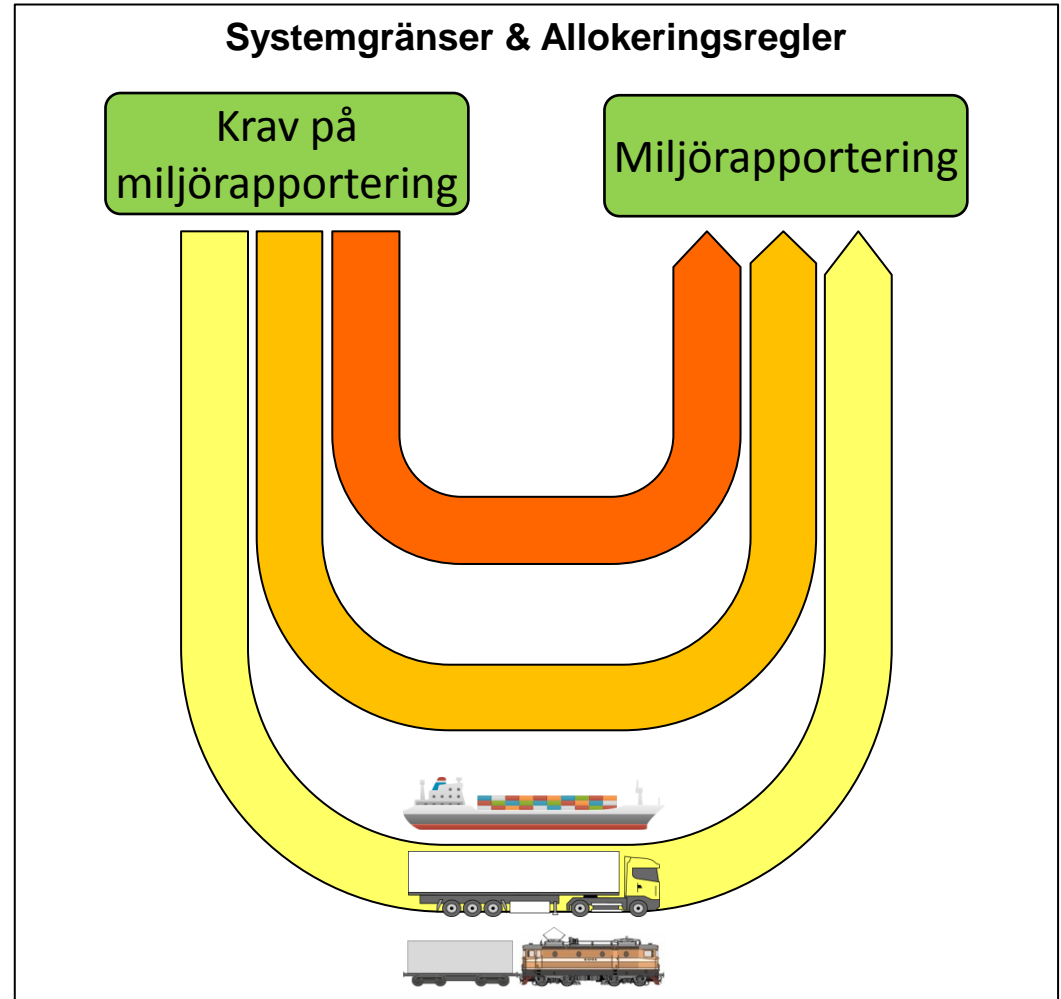 Systemgränser & Allokeringsregler
Krav på
miljörapportering
Miljörapportering